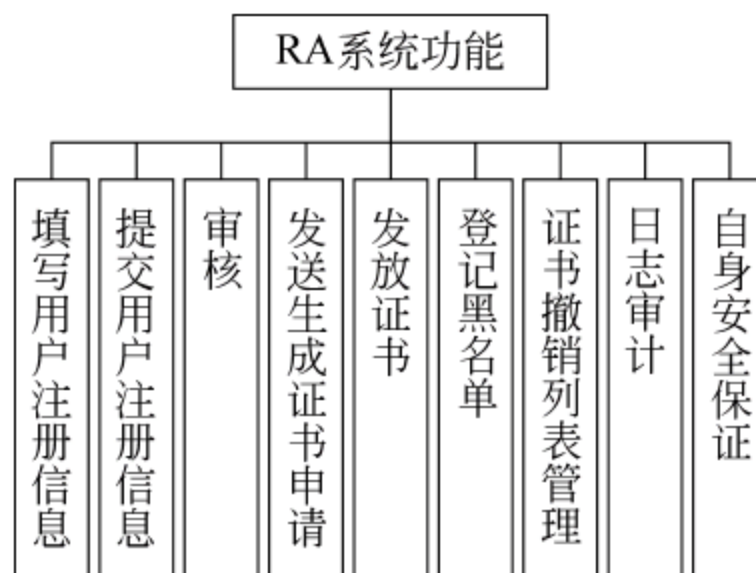 RA系统功能
填写用户注册信息
提交用户注册信息
审核
发送生成证书申请
发放证书
登记黑名单
证书撤销列表管理
日志审计
自身安全保证